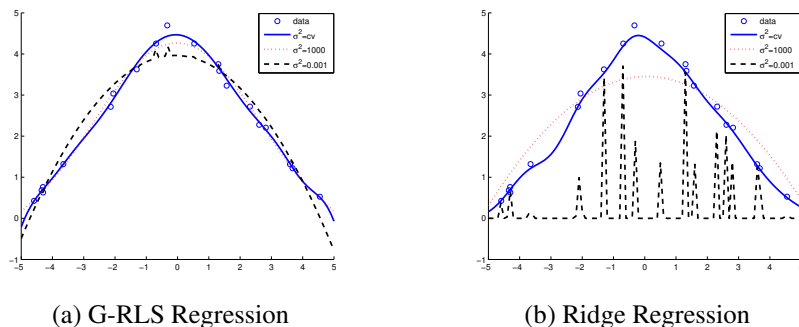 data
σ²=cv
σ²=1000
σ²=0.001
5
4
3
2
1
0
−1
−5 −4 −3 −2 −1 0 1 2 3 4 5
(a) G-RLS Regression
data
σ²=cv
σ²=1000
σ²=0.001
5
4
3
2
1
0
−1
−5 −4 −3 −2 −1 0 1 2 3 4
(b) Ridge Regression